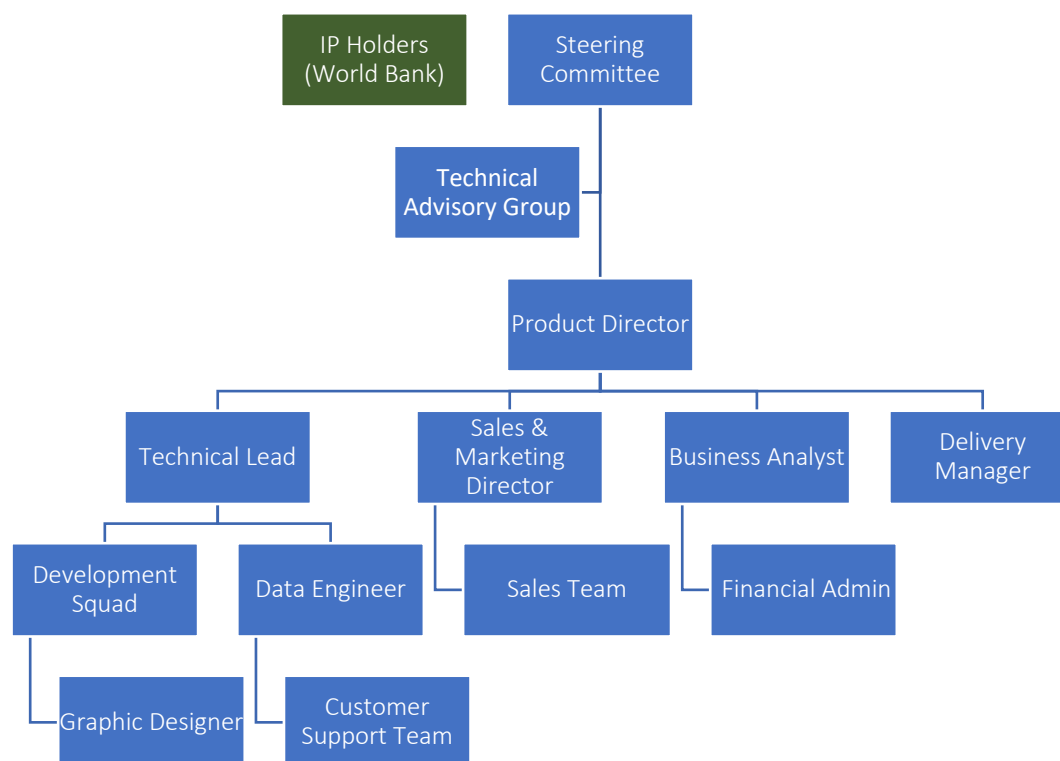 IP Holders
(World Bank)
Steering
Committee
Technical
Advisory Group
Product Director
Technical Lead
Sales &
Marketing
Director
Business Analyst
Delivery
Manager
Development
Squad
Data Engineer
Sales Team
Financial Admin
Graphic Designer
Customer
Support Team